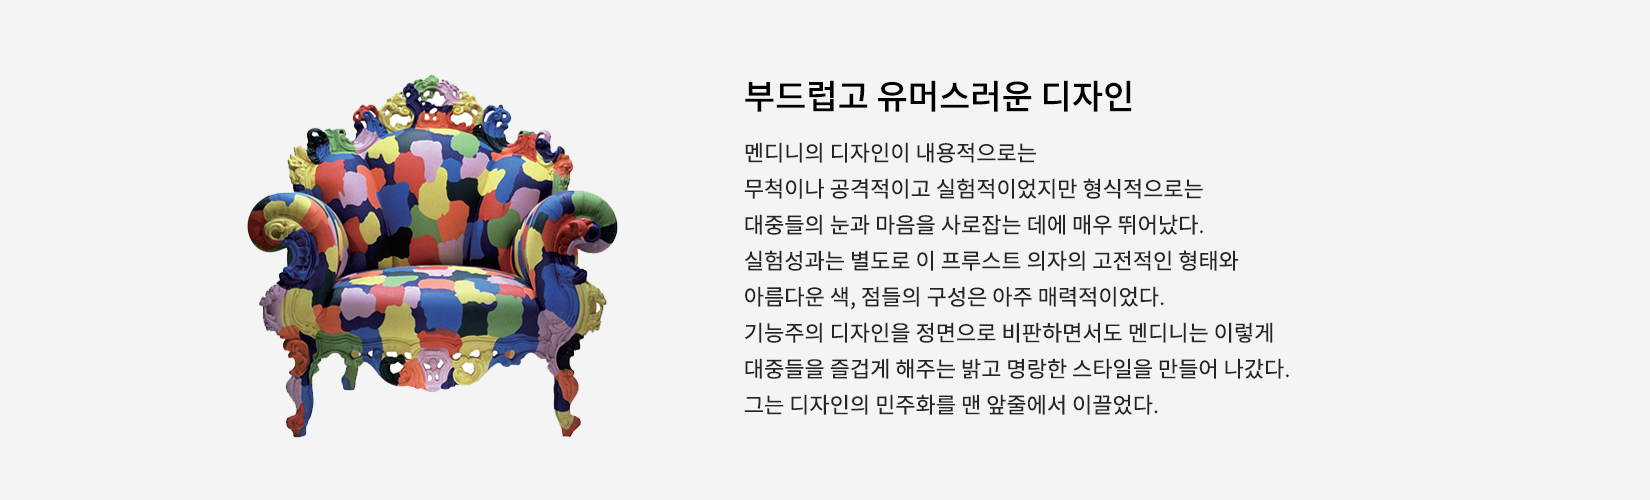 부드럽고 유머스러운 디자인
멘디니의 디자인이 내용적으로는
무척이나 공격적이고 실험적이었지만 형식적으로는
대중들의 눈과 마음을 사로잡는 데에 매우 뛰어났다.
실험성과는 별도로 이 프루스트 의자의 고전적인 형태와
아름다운 색, 점들의 구성은 아주 매력적이었다.
기능주의 디자인을 정면으로 비판하면서도 멘디니는 이렇게
대중들을 즐겁게 해주는 밝고 명랑한 스타일을 만들어 나갔다.
그는 디자인의 민주화를 맨 앞줄에서 이끌었다.